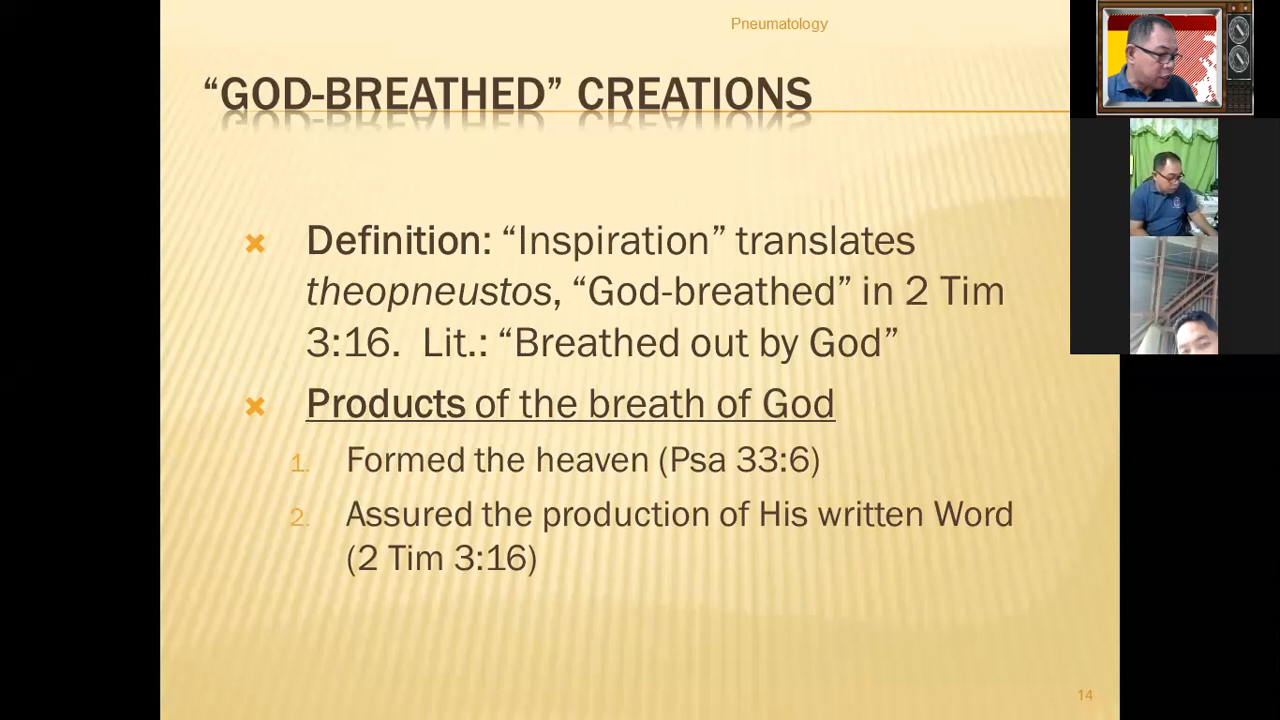 Pneumatology
“GOD-BREATHED” CREATIONS
Definition: “Inspiration” translates
theopneustos, “God-breathed” in 2 Tim
3:16. Lit.: “Breathed out by God”
Products of the breath of God
1. Formed the heaven (Psa 33:6)
2. Assured the production of His written Word
(2 Tim 3:16)
14